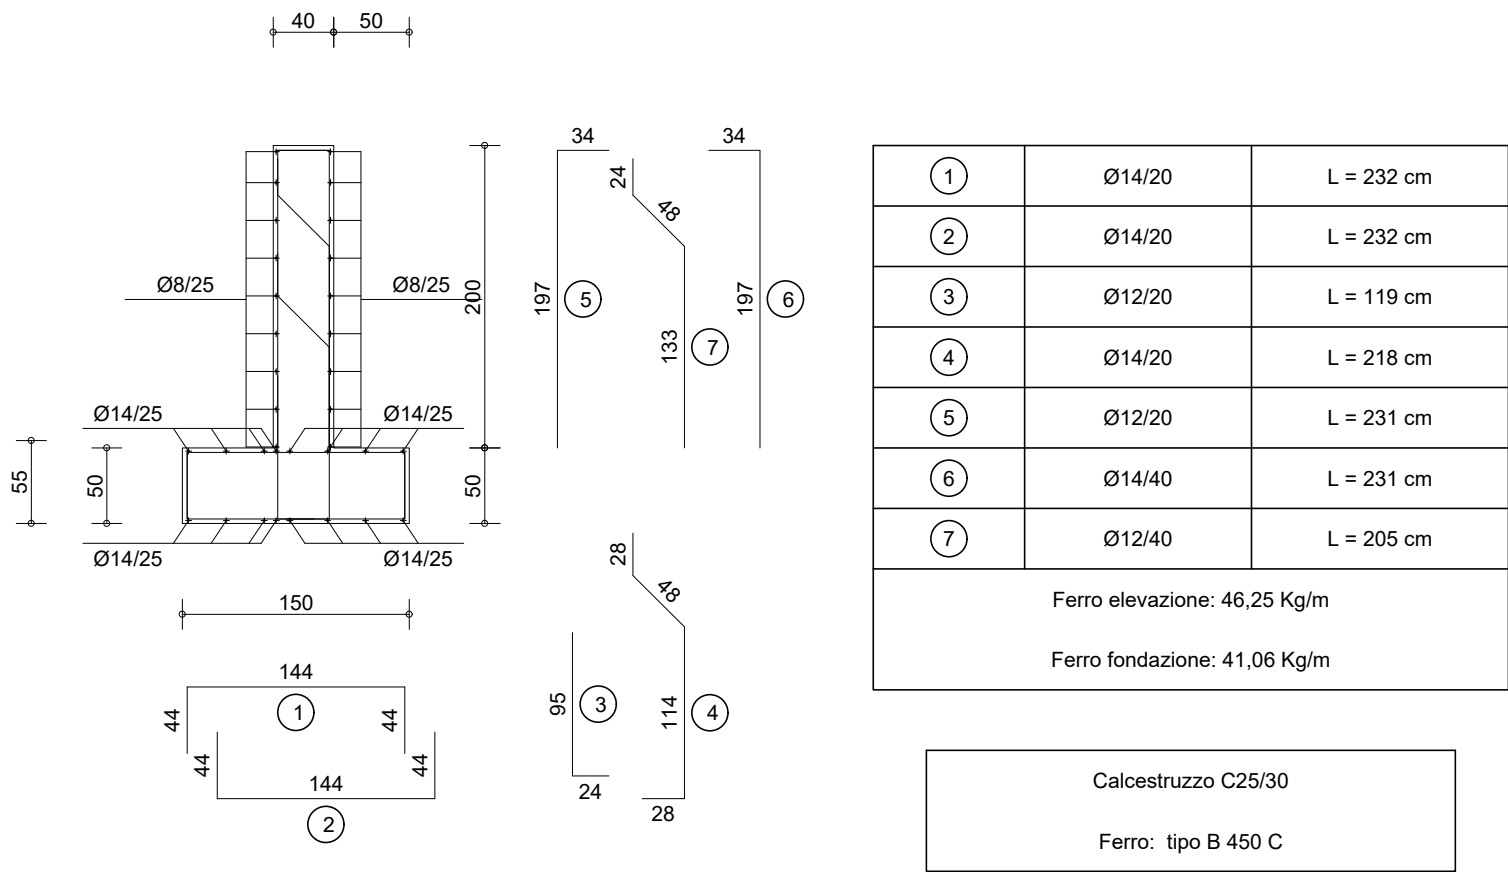 40 50
34 34
24
48
Ø8/25 Ø8/25
200
197 5
133 7
197 6
Ø14/25 Ø14/25
55
50
50
Ø14/25 Ø14/25
150
144
1
44 44
44 44
144
2
28
48
95 3
24
114 4
28
1 Ø14/20 L = 232 cm
2 Ø14/20 L = 232 cm
3 Ø12/20 L = 119 cm
4 Ø14/20 L = 218 cm
5 Ø12/20 L = 231 cm
6 Ø14/40 L = 231 cm
7 Ø12/40 L = 205 cm
Ferro elevazione: 46,25 Kg/m
Ferro fondazione: 41,06 Kg/m
Calcestruzzo C25/30
Ferro: tipo B 450 C